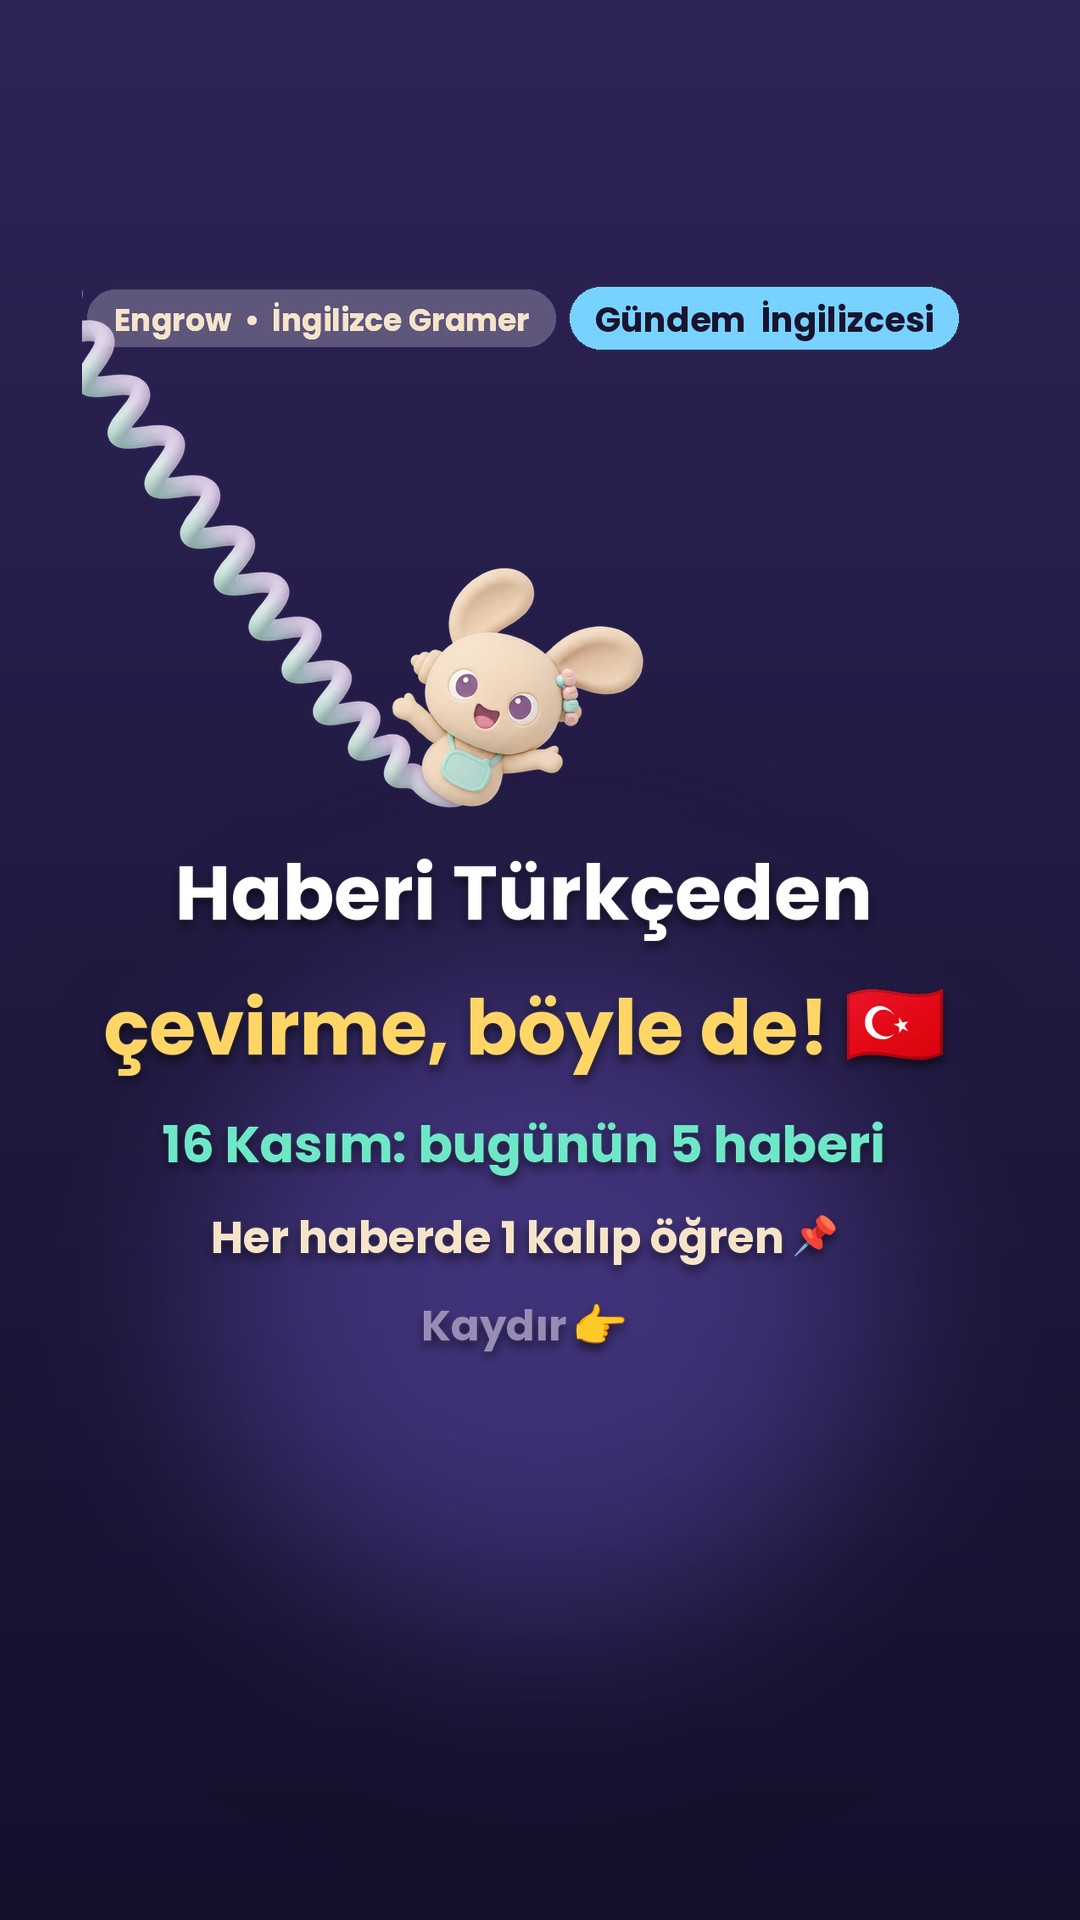 Engrow • İngilizce Gramer
Gündem İngilizcesi
Haberi Türkçeden
çevirme, böyle de! 🇹🇷
16 Kasım: bugünün 5 haberi
Her haberde 1 kalıp öğren 📌
Kaydır 👉